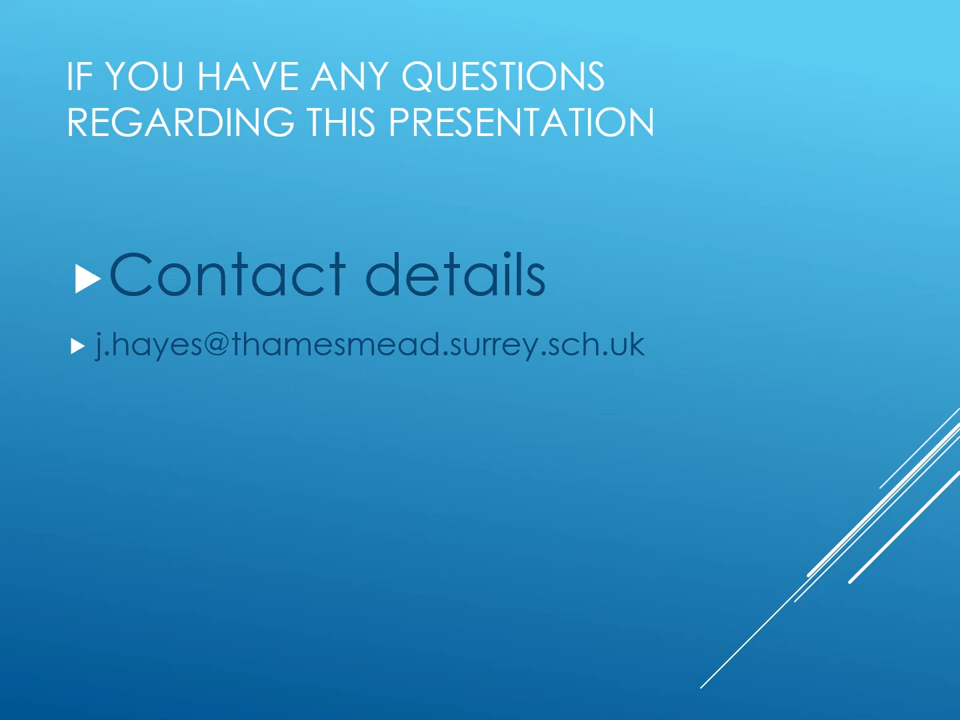 IF YOU HAVE ANY QUESTIONS
REGARDING THIS PRESENTATION
Contact details
j.hayes@thamesmead.surrey.sch.uk